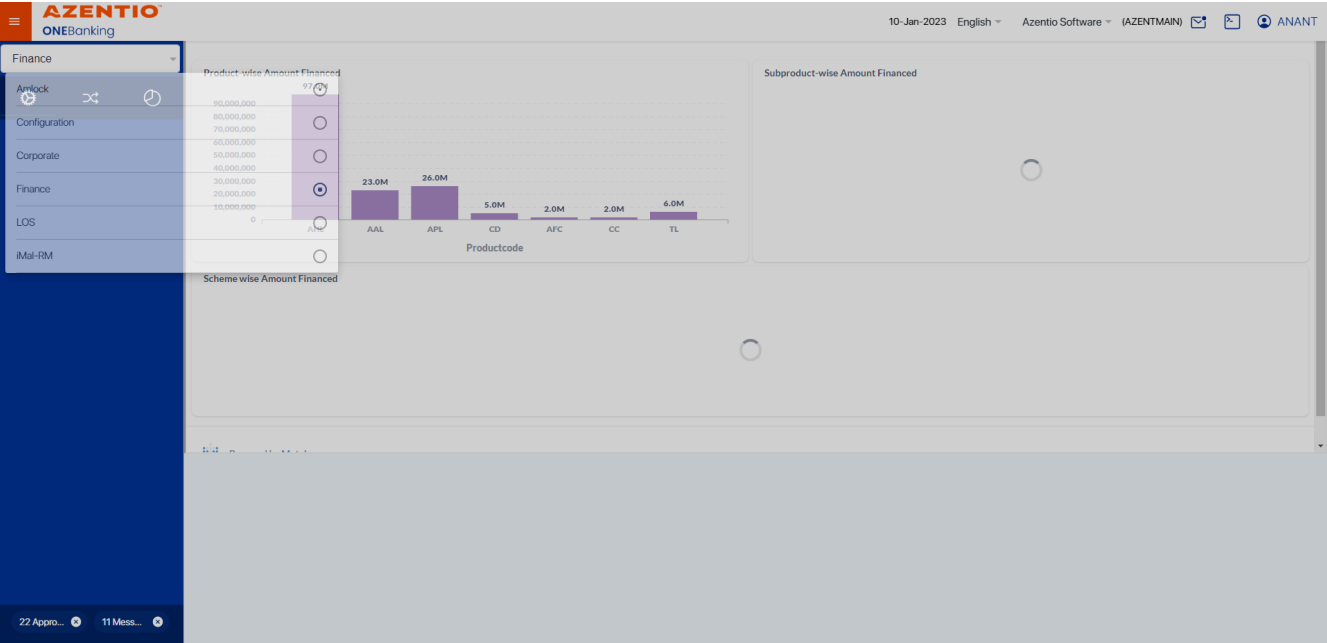 AZENTIO
ONEBanking
10-Jan-2023 English Azentio Software (AZENTMAIN) ANANT
Finance
Amlock
Configuration
Corporate
Finance
LOS
iMal-RM
Product-wise Amount Financed
90,000,000
80,000,000
70,000,000
60,000,000
50,000,000
40,000,000
30,000,000
20,000,000
10,000,000
0
23.0M
26.0M
5.0M
2.0M
2.0M
6.0M
AAL APL CD AFC CC TL
Productcode
Subproduct-wise Amount Financed
Scheme wise Amount Financed
22 Appro...
11 Mess...